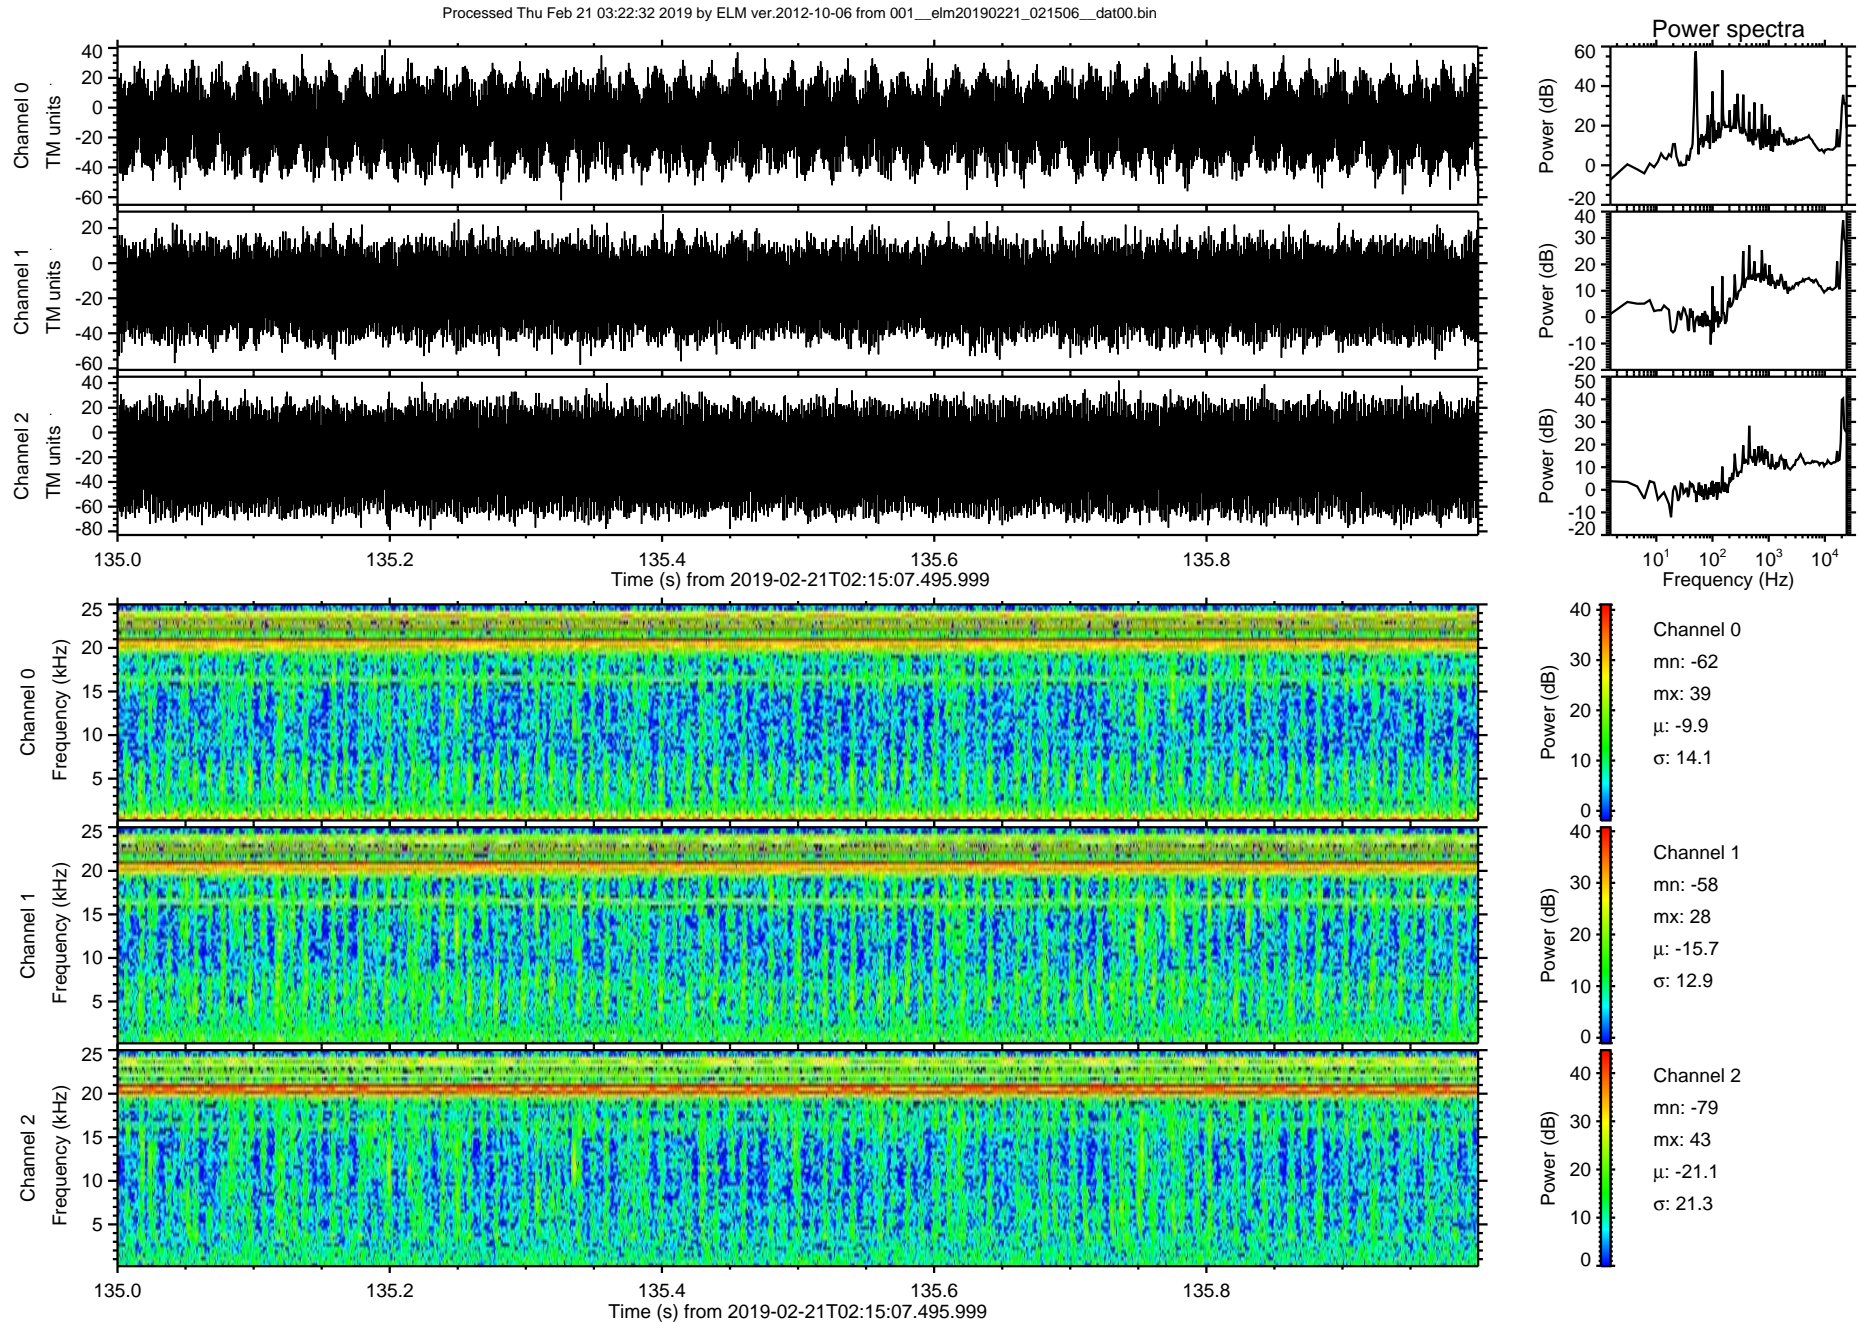 Processed Thu Feb 21 03:22:32 2019 by ELM ver.2012-10-06 from 001__elm20190221_021506__dat00.bin
Power spectra
Channel 0
TM units
40
20
0
-20
-40
-60
Power (dB)
60
40
20
0
-20
Channel 1
TM units
20
0
-20
-40
-60
Power (dB)
40
30
20
10
0
-10
-20
Channel 2
TM units
40
20
0
-20
-40
-60
-80
Power (dB)
50
40
30
20
10
0
-10
-20
135.0 135.2 135.4 135.6 135.8
Time (s) from 2019-02-21T02:15:07.495.999
10^1 10^2 10^3 10^4
Frequency (Hz)
Channel 0
Frequency (kHz)
25
20
15
10
5
Power (dB)
40
30
20
10
0
Channel 0
mn: -62
mx: 39
µ: -9.9
σ: 14.1
Channel 1
Frequency (kHz)
25
20
15
10
5
Power (dB)
40
30
20
10
0
Channel 1
mn: -58
mx: 28
µ: -15.7
σ: 12.9
Channel 2
Frequency (kHz)
25
20
15
10
5
Power (dB)
40
30
20
10
0
Channel 2
mn: -79
mx: 43
µ: -21.1
σ: 21.3
135.0 135.2 135.4 135.6 135.8
Time (s) from 2019-02-21T02:15:07.495.999